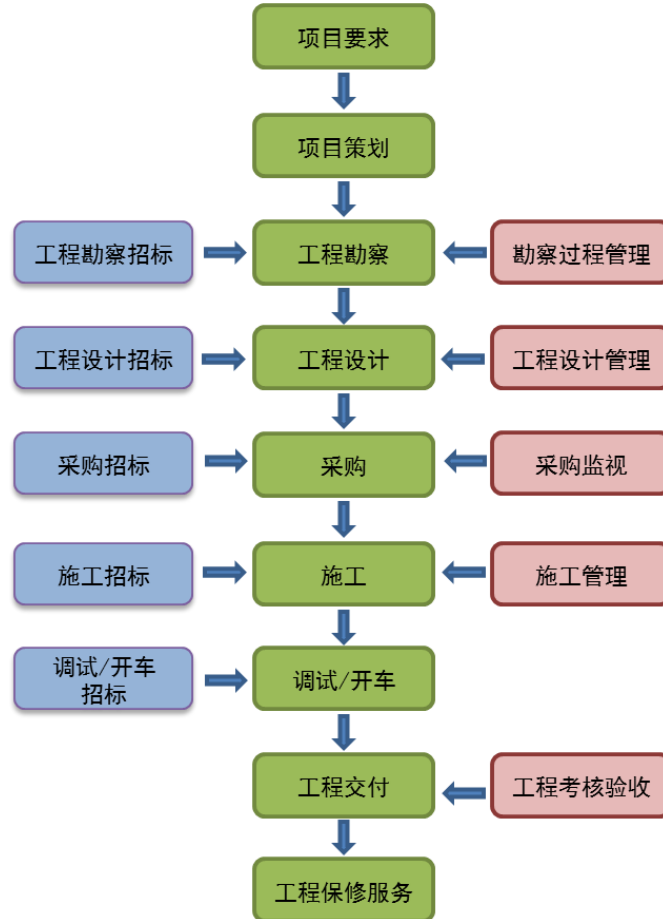 项目要求
项目策划
工程勘察招标
工程勘察
勘察过程管理
工程设计招标
工程设计
工程设计管理
采购招标
采购
采购监视
施工招标
施工
施工管理
调试/开车
招标
调试/开车
工程交付
工程考核验收
工程保修服务